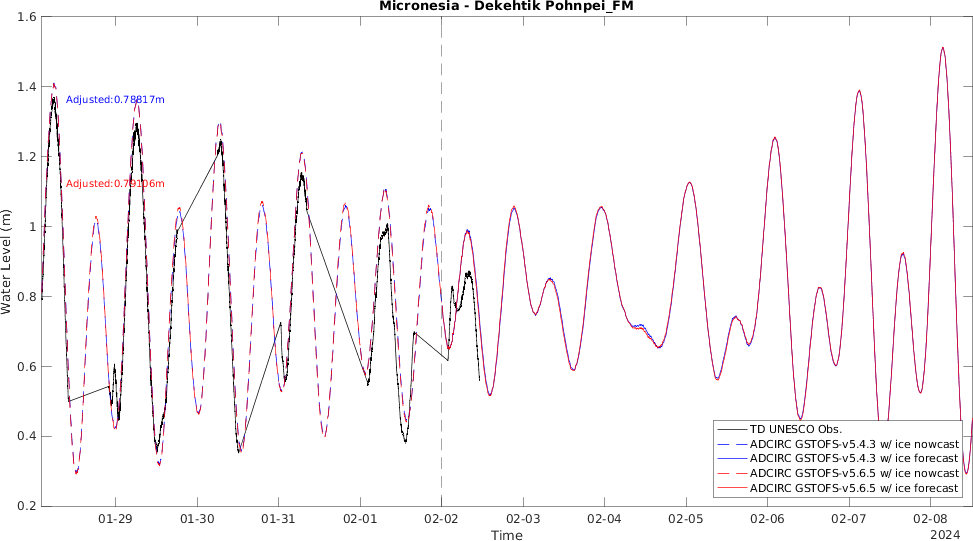 Micronesia - Dekehtik Pohnpei_FM
1.6
1.4
1.2
1
0.8
0.6
0.4
0.2
Water Level (m)
Adjusted:0.78817m
Adjusted:0.79106m
TD UNESCO Obs.
ADCIRC GSTOFS-v5.4.3 w/ ice nowcast
ADCIRC GSTOFS-v5.4.3 w/ ice forecast
ADCIRC GSTOFS-v5.6.5 w/ ice nowcast
ADCIRC GSTOFS-v5.6.5 w/ ice forecast
01-29 01-30 01-31 02-01 02-02 02-03 02-04 02-05 02-06 02-07 02-08
Time
2024